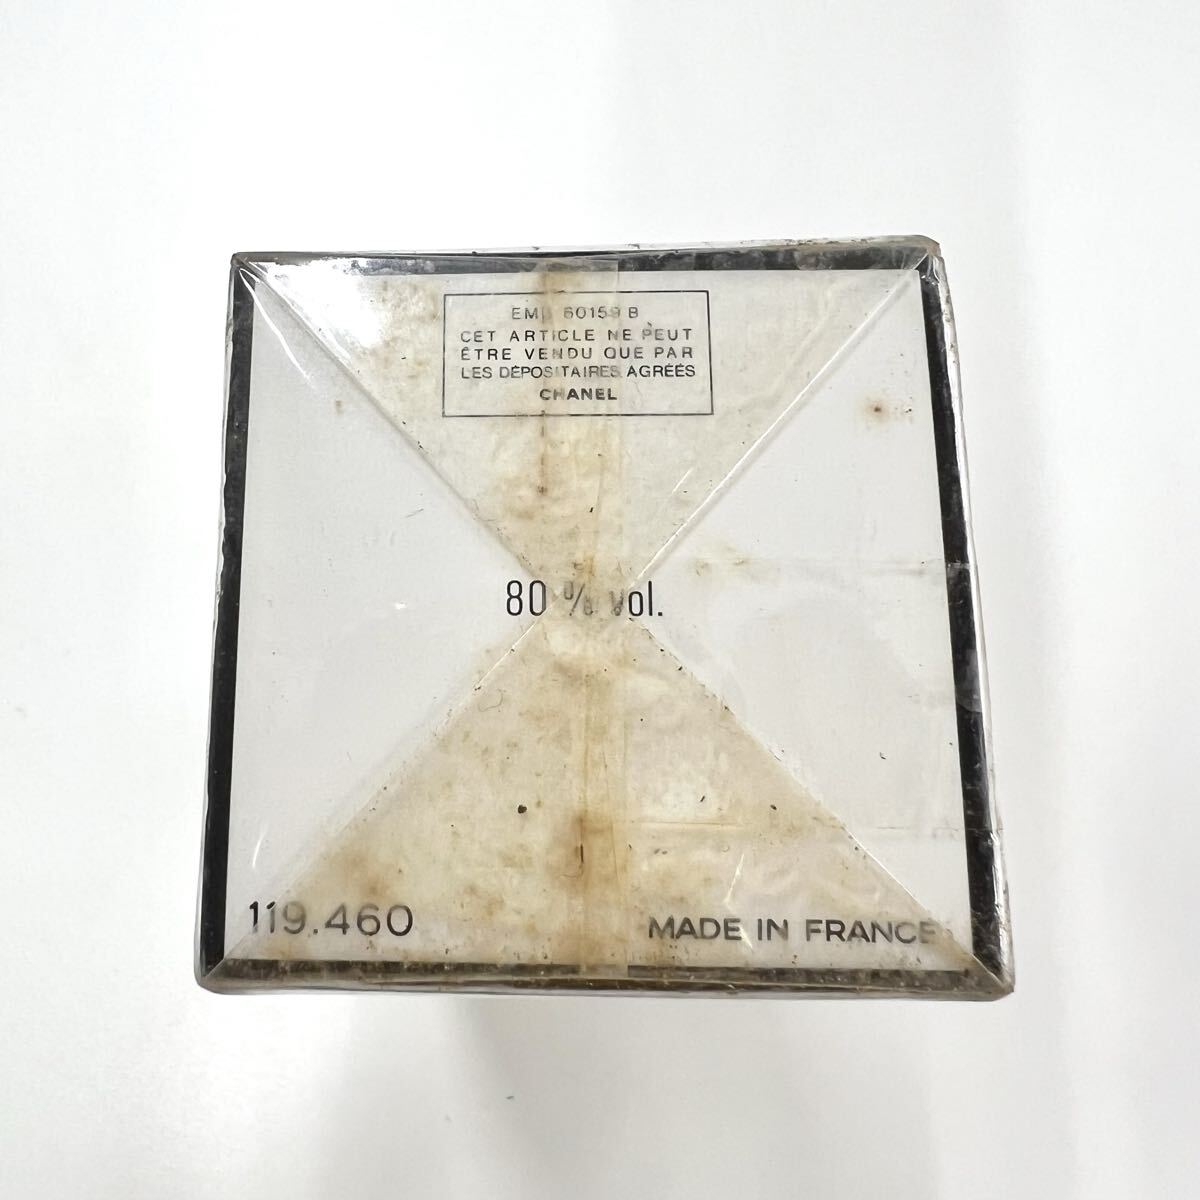 EMB 60159 B
CET ARTICLE NE PEUT
ÊTRE VENDU QUE PAR
LES DÉPOSITAIRES AGRÉÉS
CHANEL
80 % vol.
119.460
MADE IN FRANCE